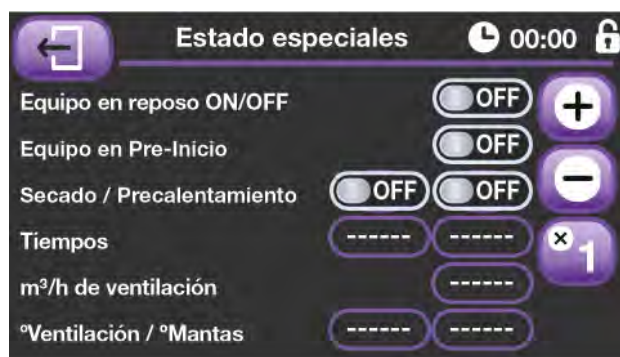 Estado especiales 00:00
Equipo en reposo ON/OFF OFF +
Equipo en Pre-Inicio OFF
Secado / Precalentamiento OFF OFF −
Tiempos ------ ------ ×1
m³/h de ventilación ------
ºVentilación / ºMantas ------ ------